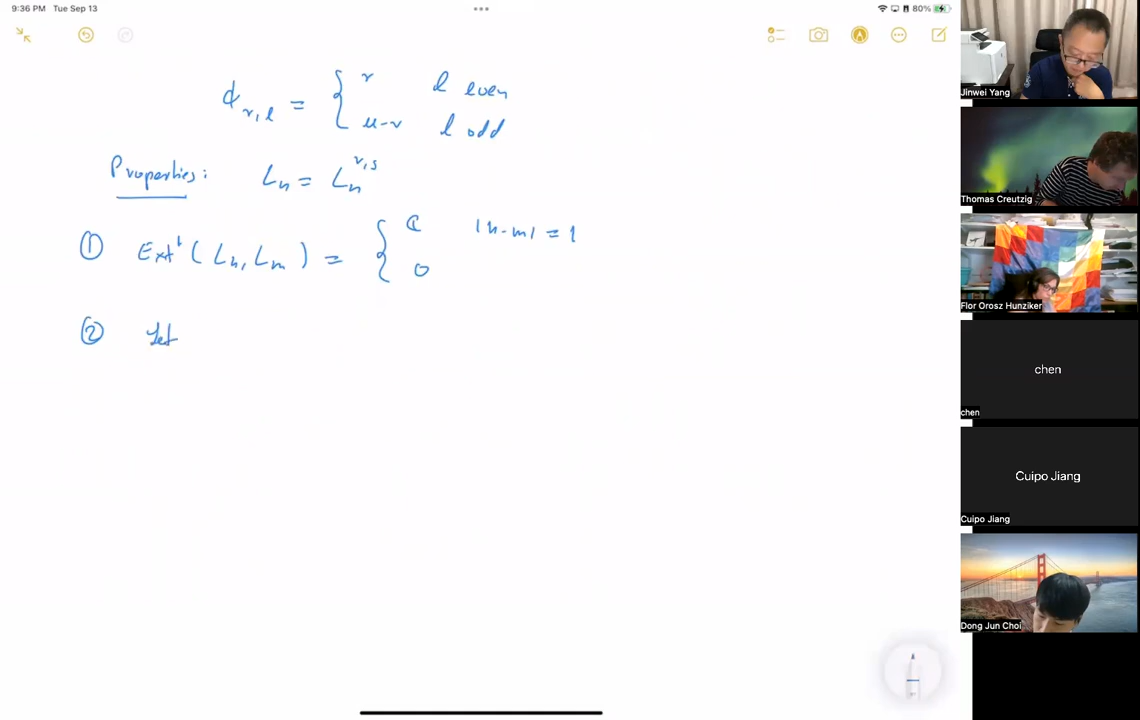 9:36 PM Tue Sep 13
80%
ϕ_{r,l} = { r l even
u-r l odd
Properties: L_n = L_n^{r,s}
① Ext¹(L_n, L_m) = { ℂ |n-m| = 1
0
② Let
Jinwei Yang
Thomas Creutzig
Flor Orosz Hunziker
chen
chen
Cuipo Jiang
Cuipo Jiang
Dong Jun Choi